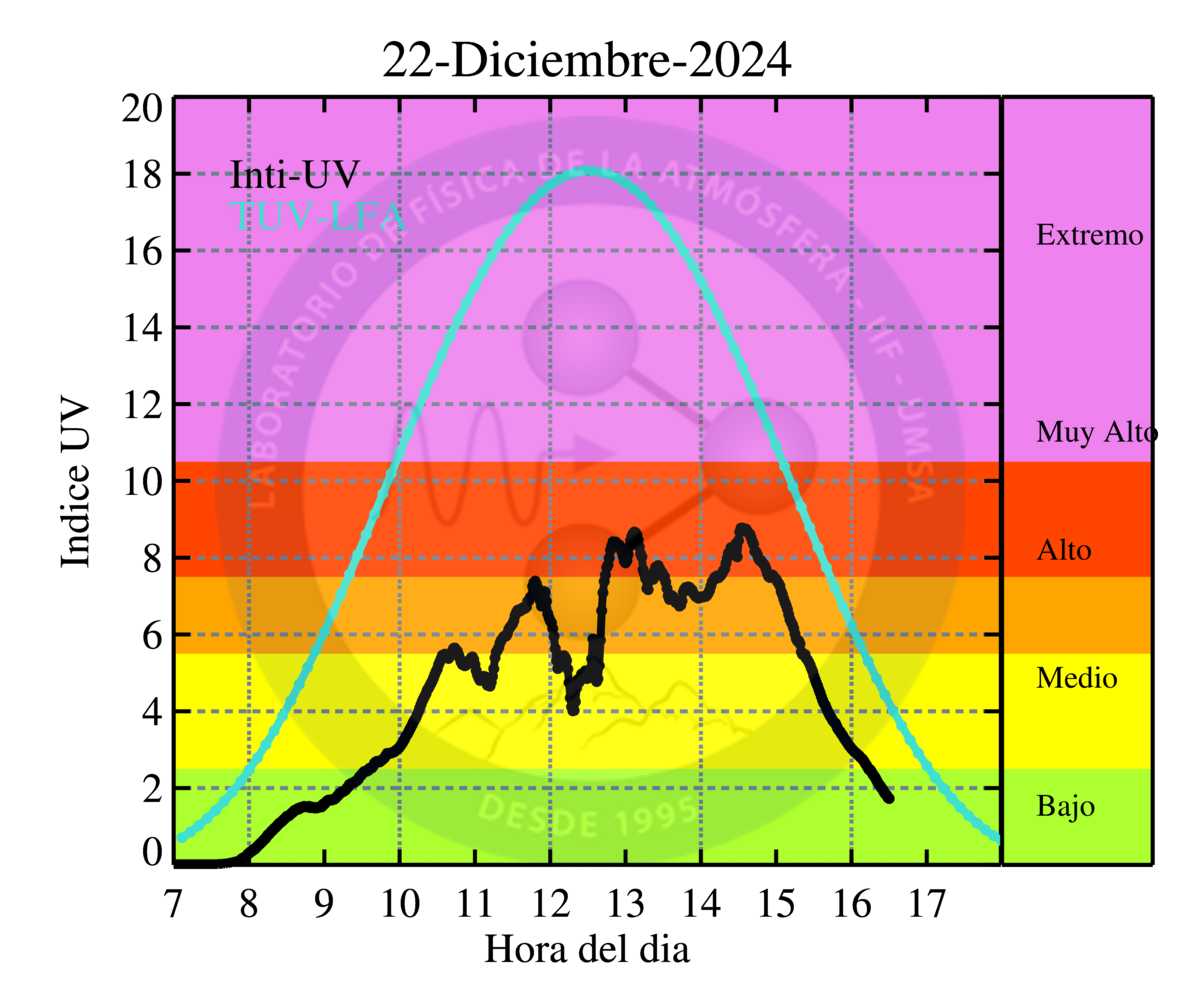 22-Diciembre-2024
Inti-UV
TUV-LFA
LABORATORIO DE FÍSICA DE LA ATMÓSFERA - IIF - UMSA
DESDE 1995
Indice UV
20
18
16
14
12
10
8
6
4
2
0
Extremo
Muy Alto
Alto
Medio
Bajo
7 8 9 10 11 12 13 14 15 16 17
Hora del dia